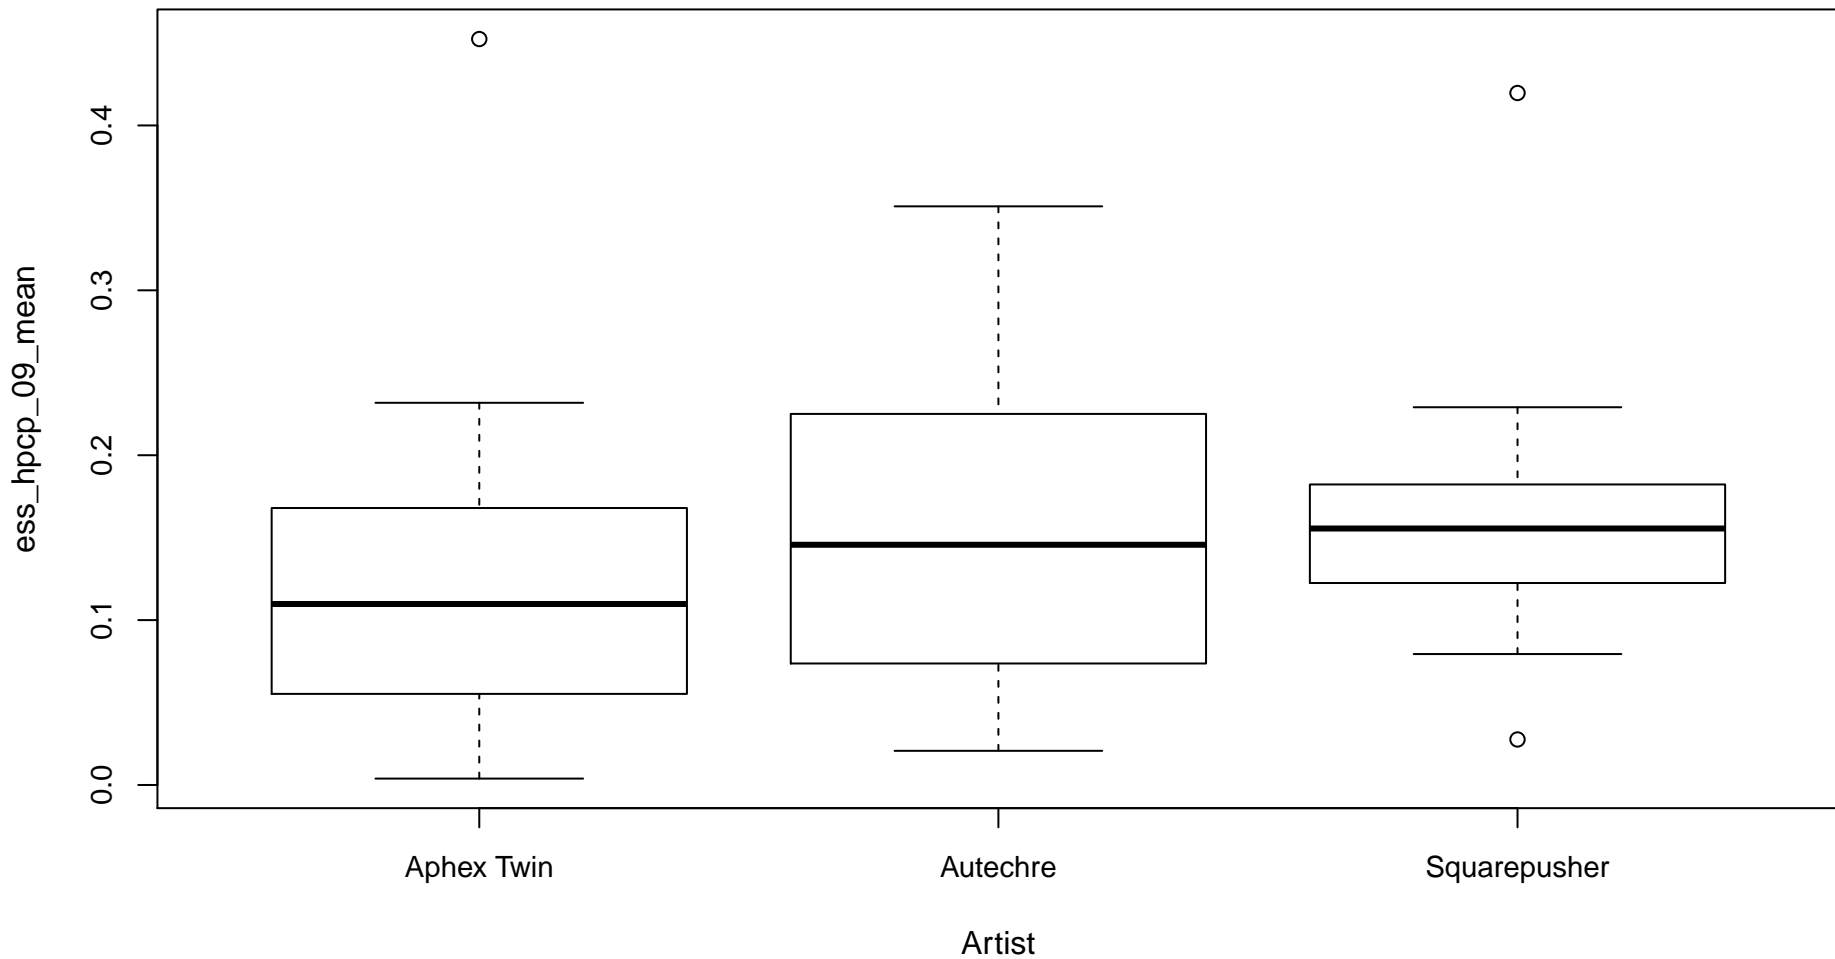 ess_hpcp_09_mean
0.4
0.3
0.2
0.1
0.0
Aphex Twin
Autechre
Squarepusher
Artist